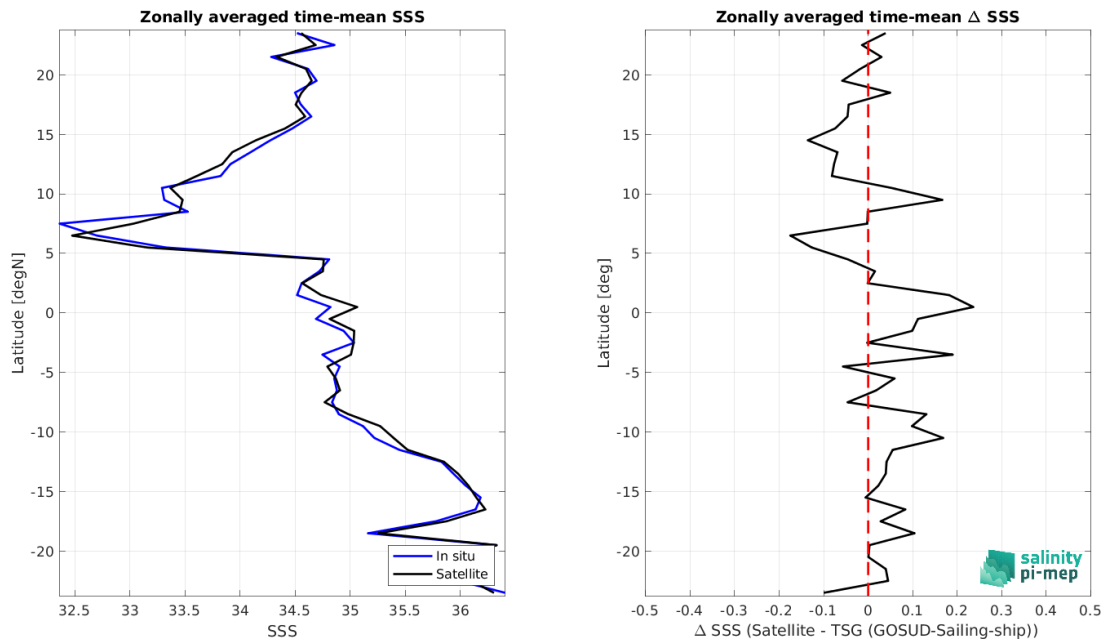 Zonally averaged time-mean SSS
20
15
10
5
0
-5
-10
-15
-20
Latitude [degN]
32.5 33 33.5 34 34.5 35 35.5 36
SSS
In situ
Satellite
Zonally averaged time-mean Δ SSS
20
15
10
5
0
-5
-10
-15
-20
Latitude [deg]
-0.5 -0.4 -0.3 -0.2 -0.1 0 0.1 0.2 0.3 0.4 0.5
Δ SSS (Satellite - TSG (GOSUD-Sailing-ship))
salinity
pi-mep